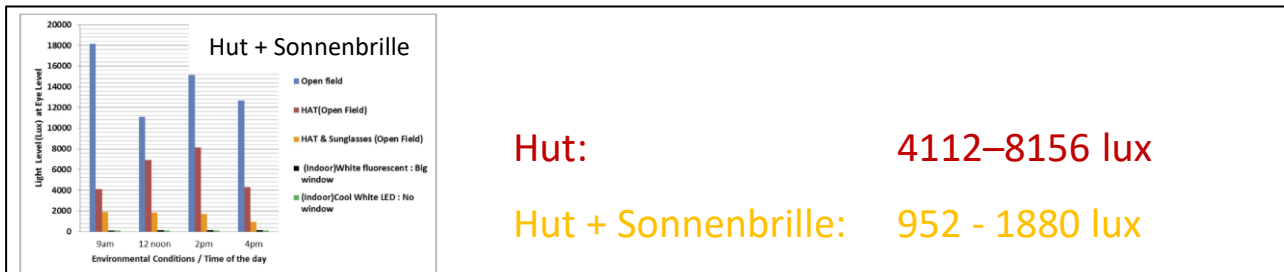 Hut + Sonnenbrille
20000
18000
16000
14000
12000
10000
8000
6000
4000
2000
0
Light Level(Lux) at Eye Level
9am 12 noon 2pm 4pm
Environmental Conditions / Time of the day
Open field
HAT(Open Field)
HAT & Sunglasses (Open Field)
(Indoor)White fluorescent : Big
window
(Indoor)Cool White LED : No
window
Hut: 4112–8156 lux
Hut + Sonnenbrille: 952 - 1880 lux